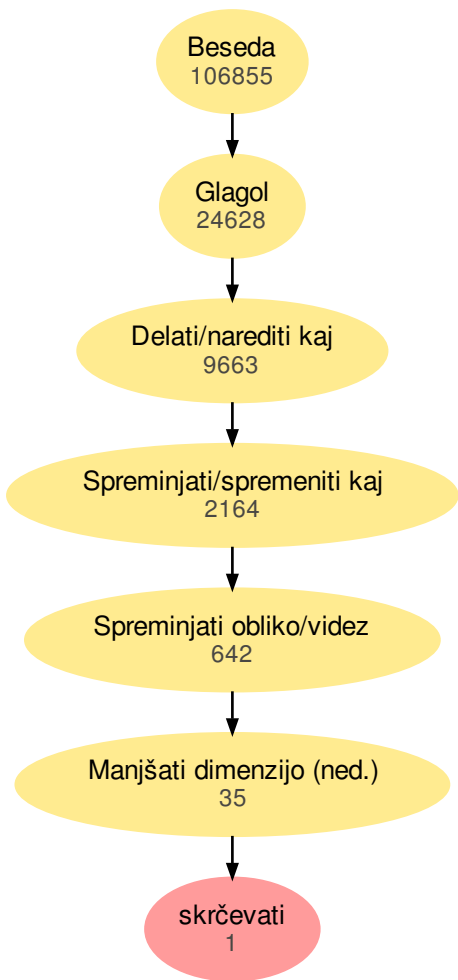 Beseda
106855
Glagol
24628
Delati/narediti kaj
9663
Spreminjati/spremeniti kaj
2164
Spreminjati obliko/videz
642
Manjšati dimenzijo (ned.)
35
skrčevati
1